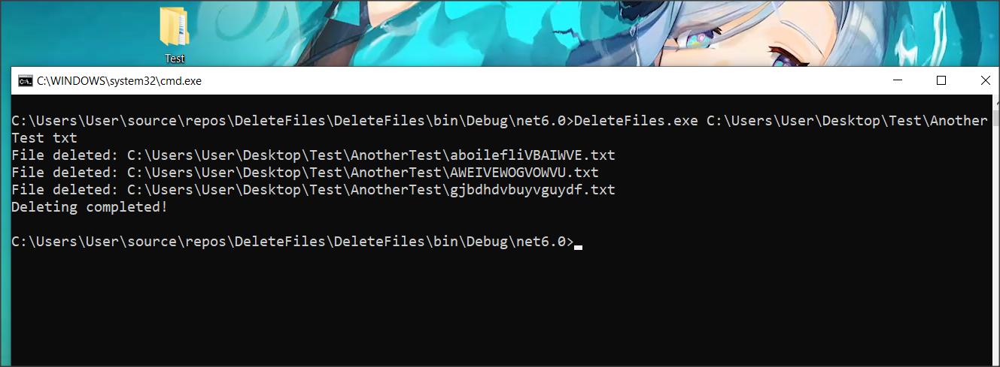 Test
C:\WINDOWS\system32\cmd.exe
C:\Users\User\source\repos\DeleteFiles\DeleteFiles\bin\Debug\net6.0>DeleteFiles.exe C:\Users\User\Desktop\Test\Another
Test txt
File deleted: C:\Users\User\Desktop\Test\AnotherTest\aboilefliVBAIWVE.txt
File deleted: C:\Users\User\Desktop\Test\AnotherTest\AWEIVEWOGVOWVU.txt
File deleted: C:\Users\User\Desktop\Test\AnotherTest\gjbdhdvbuyvguydf.txt
Deleting completed!
C:\Users\User\source\repos\DeleteFiles\DeleteFiles\bin\Debug\net6.0>